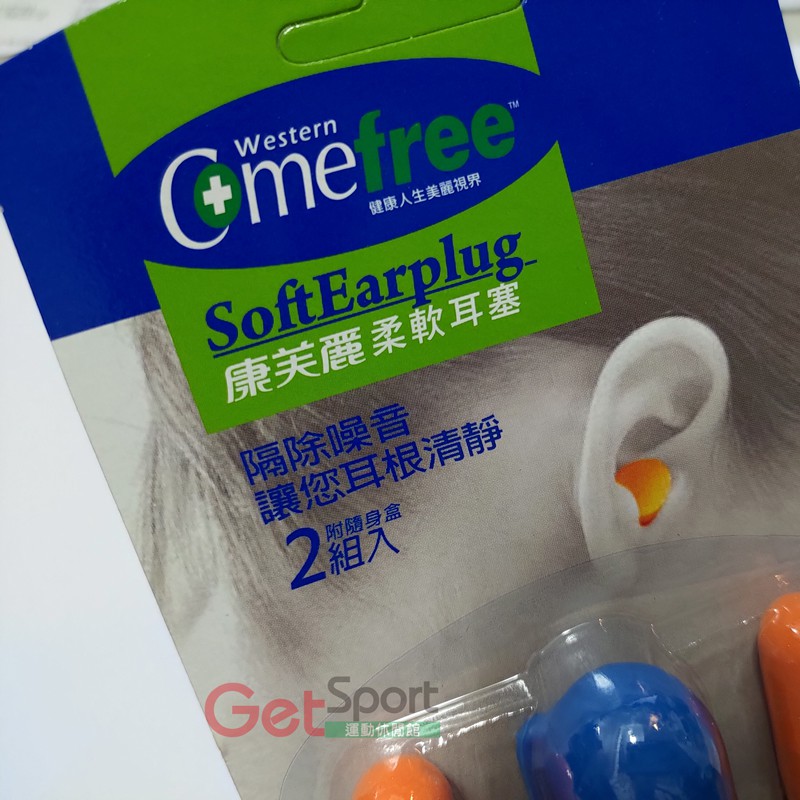 Western
Comefree™
健康人生美麗視界
SoftEarplug
康美麗柔軟耳塞
隔除噪音
讓您耳根清靜
2組入
附隨身盒
GetSport
運動休閒館